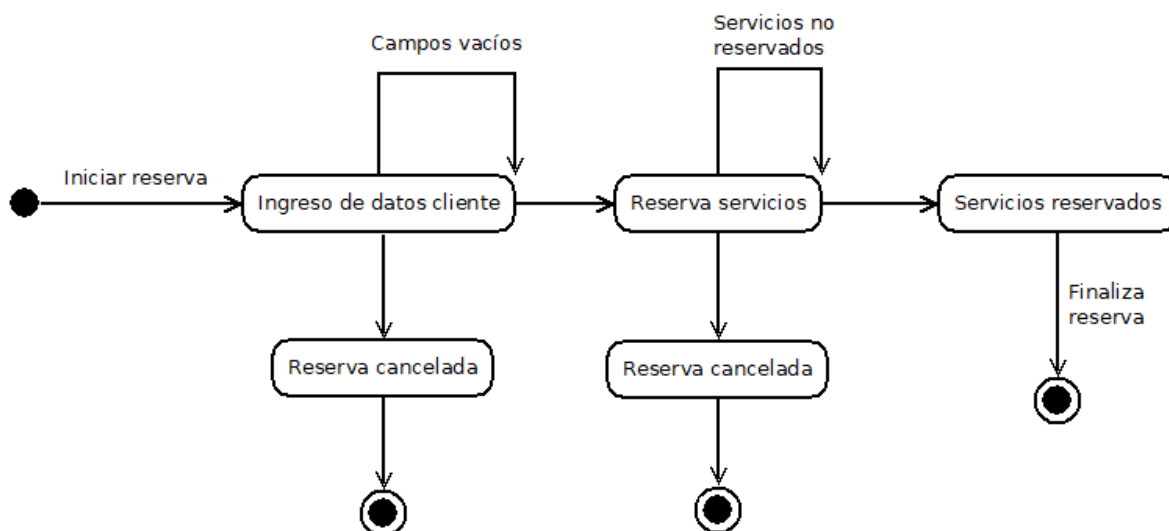 Campos vacíos
Servicios no
reservados
Iniciar reserva
Ingreso de datos cliente
Reserva servicios
Servicios reservados
Finaliza
reserva
Reserva cancelada
Reserva cancelada